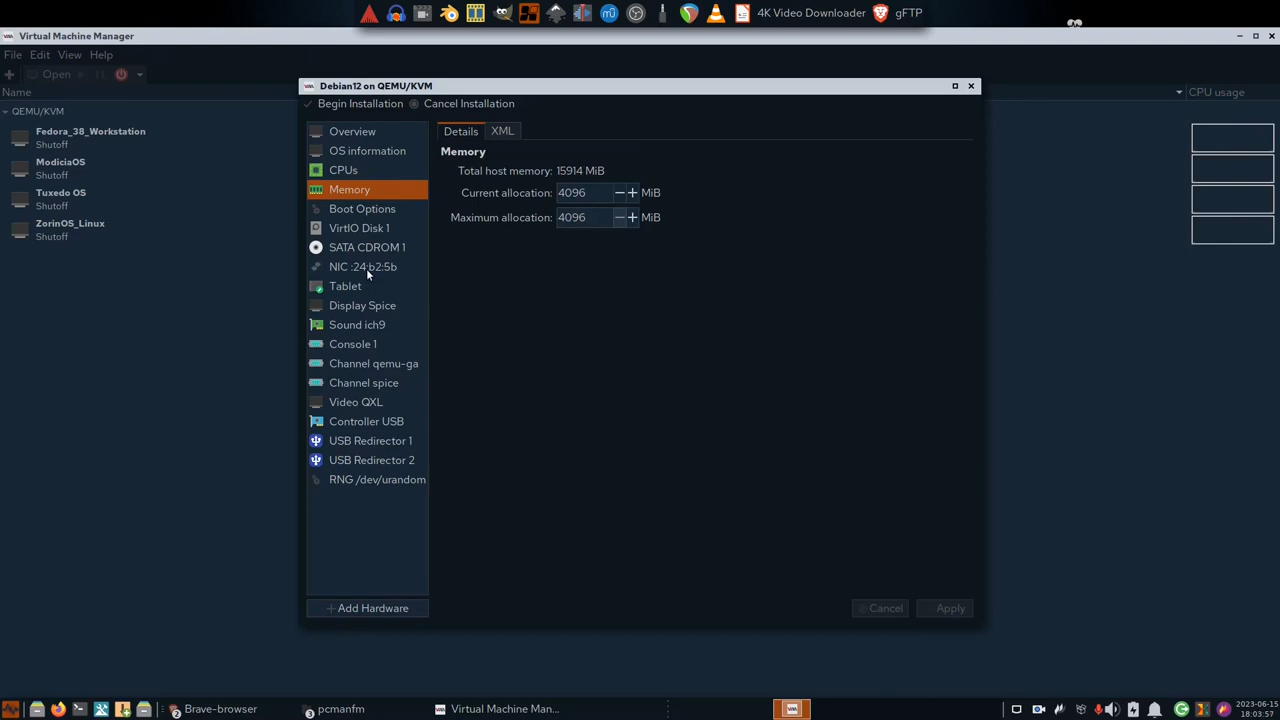 4K Video Downloader
gFTP
Virtual Machine Manager
File Edit View Help
Open
Name
CPU usage
QEMU/KVM
Fedora_38_Workstation
Shutoff
ModiciaOS
Shutoff
Tuxedo OS
Shutoff
ZorinOS_Linux
Shutoff
Debian12 on QEMU/KVM
Begin Installation
Cancel Installation
Overview
OS information
CPUs
Memory
Boot Options
VirtIO Disk 1
SATA CDROM 1
NIC :24:b2:5b
Tablet
Display Spice
Sound ich9
Console 1
Channel qemu-ga
Channel spice
Video QXL
Controller USB
USB Redirector 1
USB Redirector 2
RNG /dev/urandom
Add Hardware
Details
XML
Memory
Total host memory: 15914 MiB
Current allocation: 4096 MiB
Maximum allocation: 4096 MiB
Cancel
Apply
2 Brave-browser
3 pcmanfm
Virtual Machine Man...
2023-06-15
18:03:57